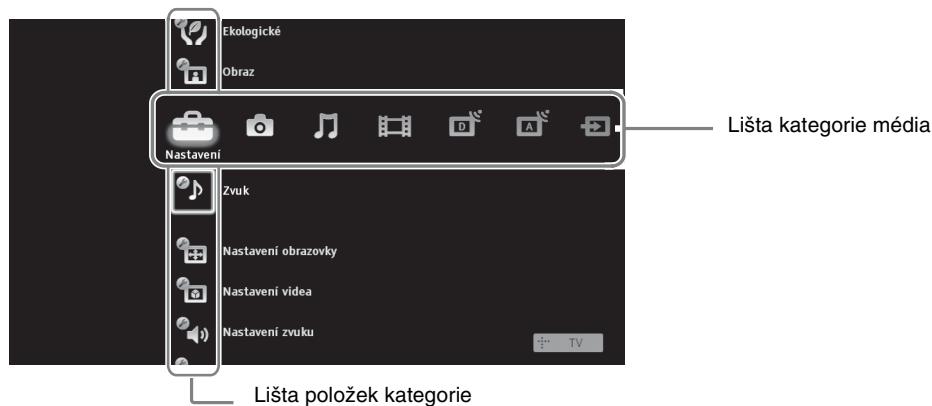 Ekologické
Obraz
D
A
Lišta kategorie média
Nastavení
Zvuk
Nastavení obrazovky
Nastavení videa
Nastavení zvuku
TV
Lišta položek kategorie